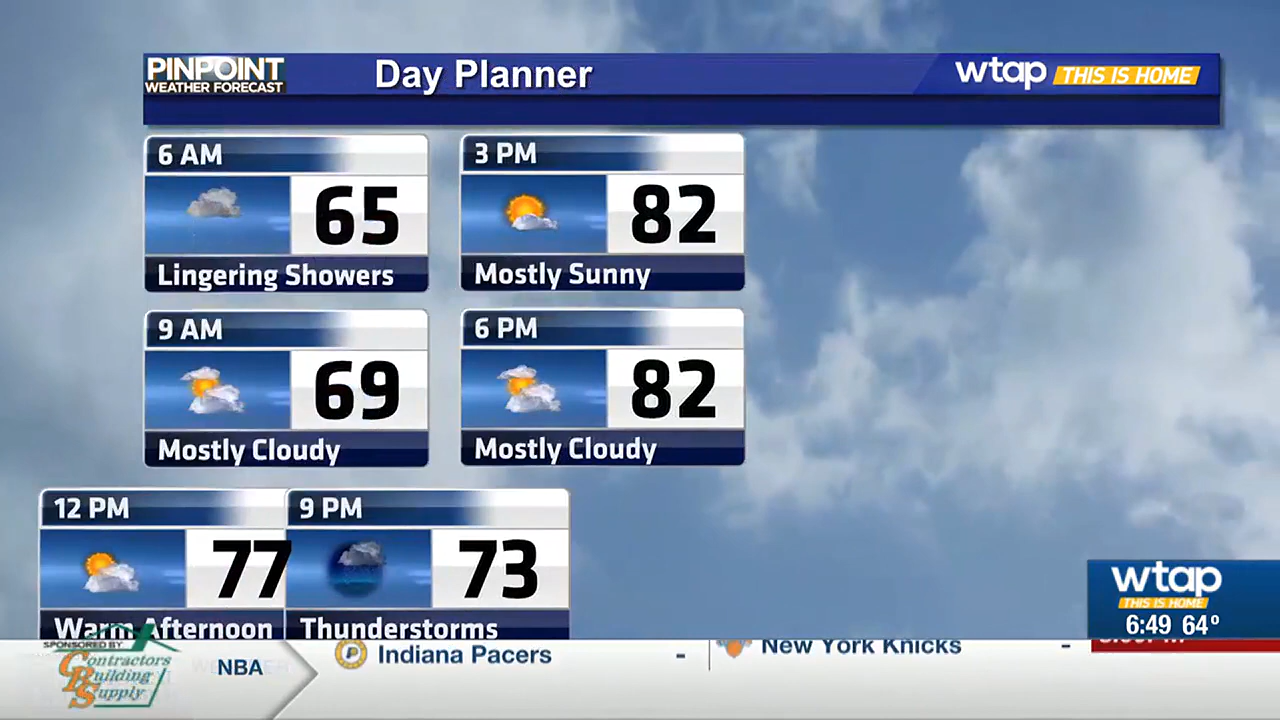 PINPOINT
WEATHER FORECAST
Day Planner
wtap THIS IS HOME
6 AM
65
Lingering Showers
3 PM
82
Mostly Sunny
9 AM
69
Mostly Cloudy
6 PM
82
Mostly Cloudy
12 PM
77
Warm Afternoon
9 PM
73
Thunderstorms
wtap
THIS IS HOME
6:49 64°
SPONSORED BY
Contractors
Building
Supply
NBA
Indiana Pacers -
New York Knicks -